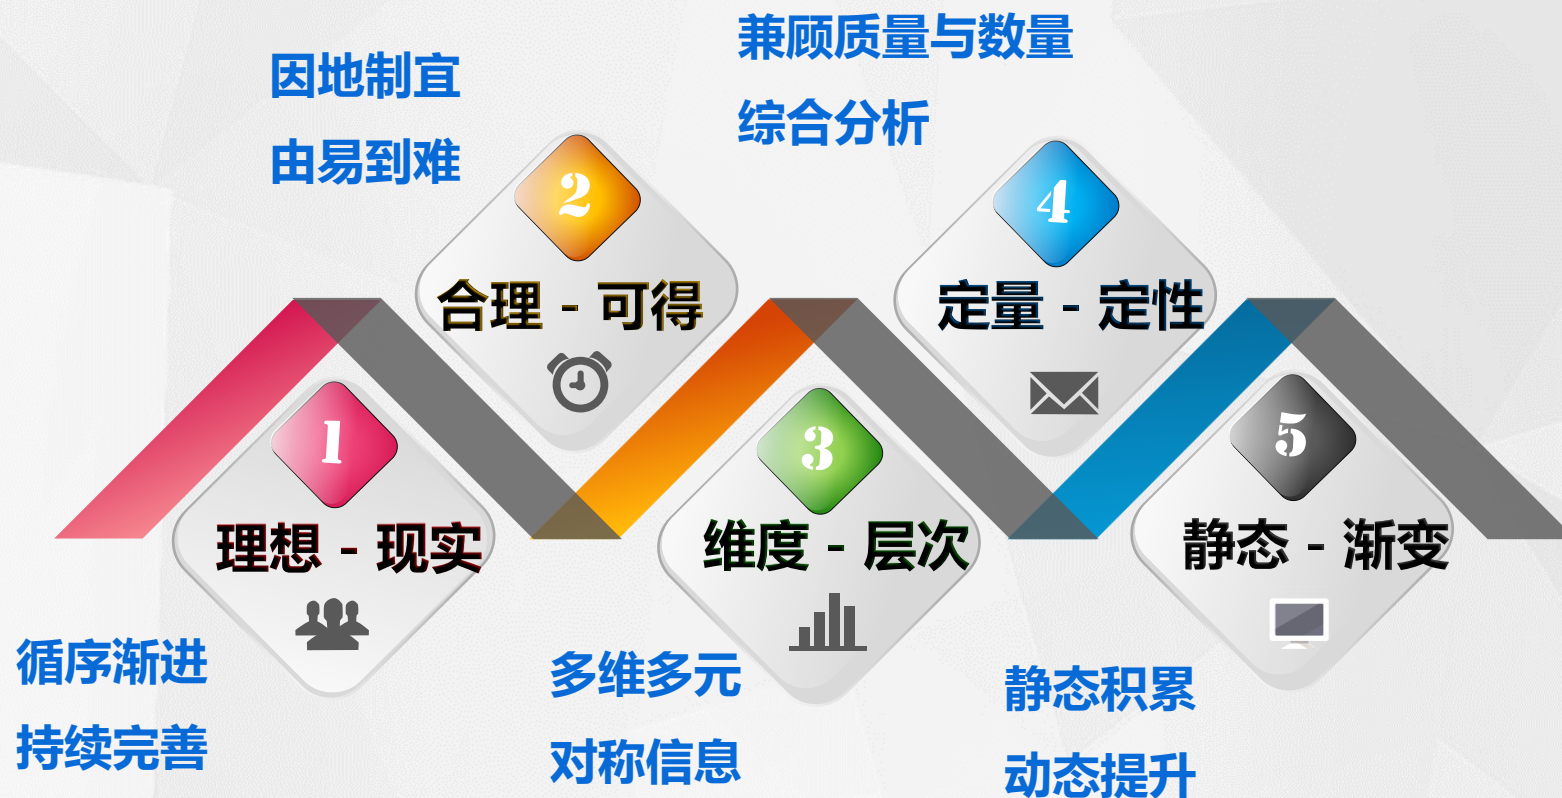 1
理想 - 现实
循序渐进
持续完善
因地制宜
由易到难
2
合理 - 可得
3
维度 - 层次
多维多元
对称信息
兼顾质量与数量
综合分析
4
定量 - 定性
5
静态 - 渐变
静态积累
动态提升